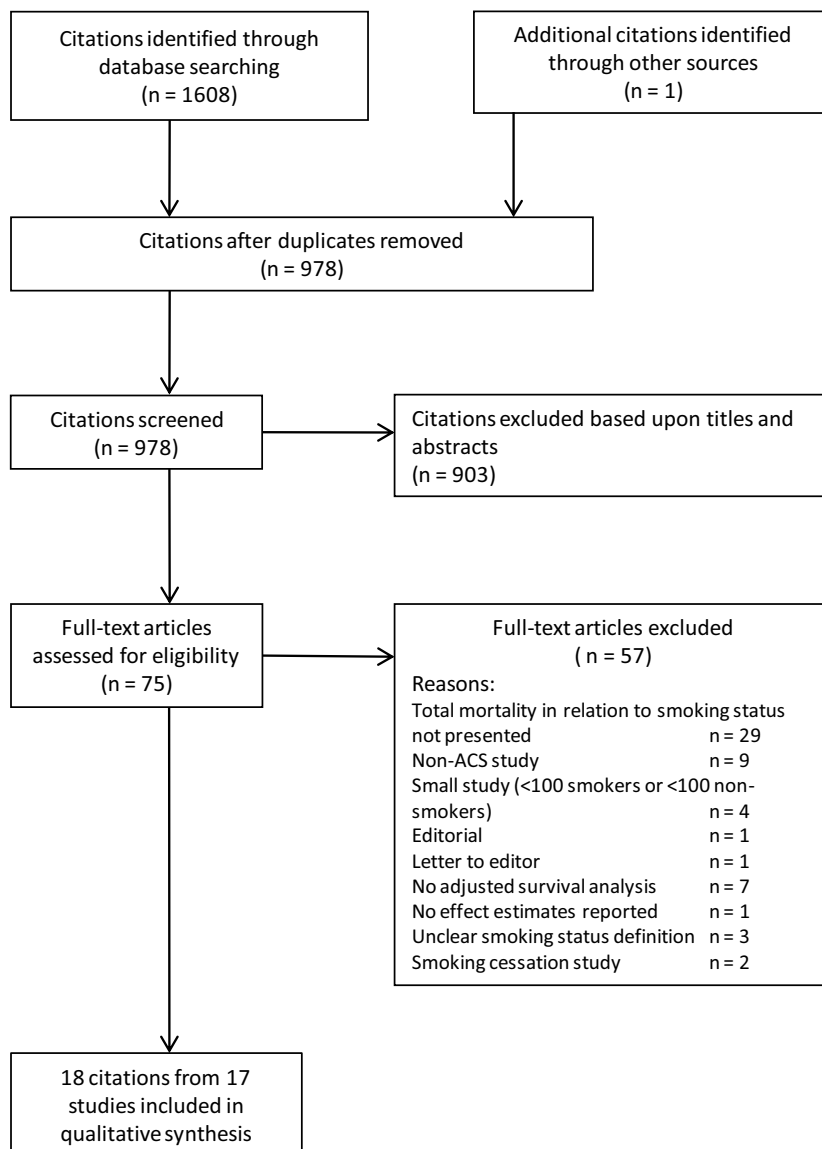 Citations identified through
database searching
(n = 1608)
Additional citations identified
through other sources
(n = 1)
Citations after duplicates removed
(n = 978)
Citations screened
(n = 978)
Citations excluded based upon titles and
abstracts
(n = 903)
Full-text articles
assessed for eligibility
(n = 75)
Full-text articles excluded
( n = 57)
Reasons:
Total mortality in relation to smoking status
not presented n = 29
Non-ACS study n = 9
Small study (<100 smokers or <100 non-
smokers) n = 4
Editorial n = 1
Letter to editor n = 1
No adjusted survival analysis n = 7
No effect estimates reported n = 1
Unclear smoking status definition n = 3
Smoking cessation study n = 2
18 citations from 17
studies included in
qualitative synthesis